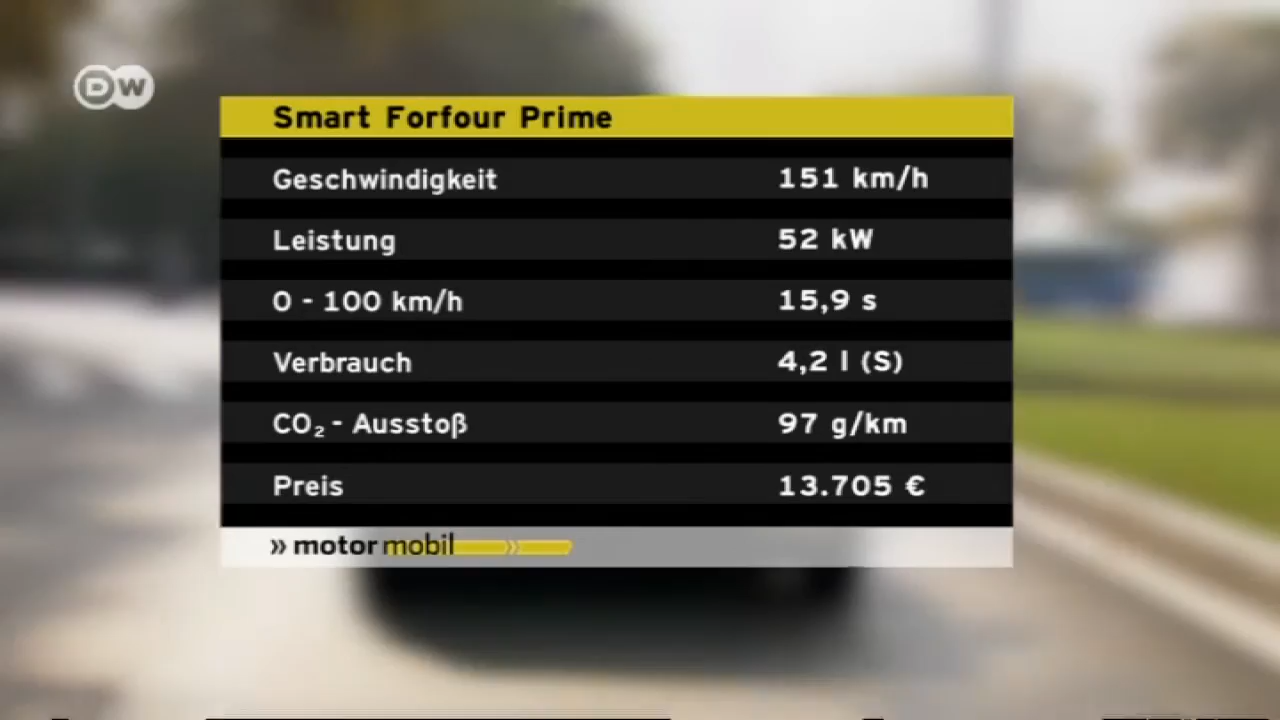 DW
Smart Forfour Prime
Geschwindigkeit 151 km/h
Leistung 52 kW
0 - 100 km/h 15,9 s
Verbrauch 4,2 l (S)
CO₂ - Ausstoß 97 g/km
Preis 13.705 €
» motor mobil